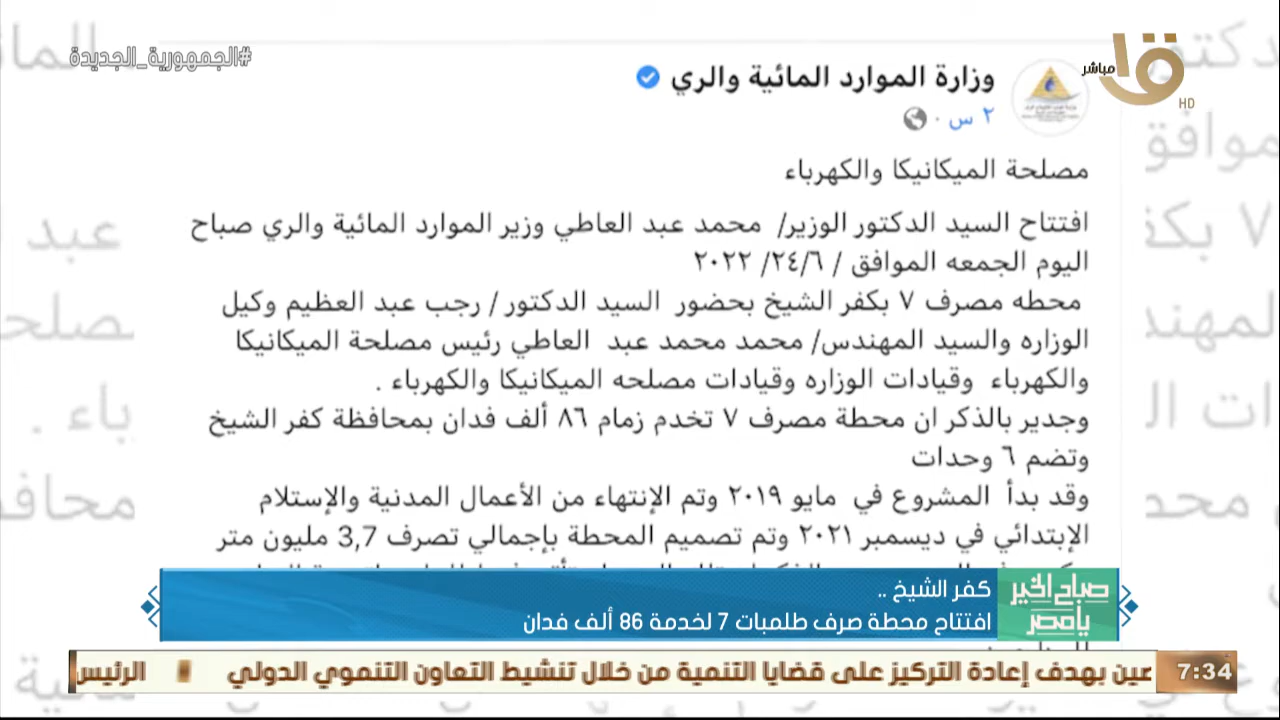 #الجمهورية_الجديدة
مباشر
HD
وزارة الموارد المائية والري
٢ س
مصلحة الميكانيكا والكهرباء
افتتاح السيد الدكتور الوزير/ محمد عبد العاطي وزير الموارد المائية والري صباح
اليوم الجمعه الموافق / ٢٤/٦/ ٢٠٢٢
محطه مصرف ٧ بكفر الشيخ بحضور السيد الدكتور / رجب عبد العظيم وكيل
الوزاره والسيد المهندس/ محمد محمد عبد العاطي رئيس مصلحة الميكانيكا
والكهرباء وقيادات الوزاره وقيادات مصلحه الميكانيكا والكهرباء .
وجدير بالذكر ان محطة مصرف ٧ تخدم زمام ٨٦ ألف فدان بمحافظة كفر الشيخ
وتضم ٦ وحدات
وقد بدأ المشروع في مايو ٢٠١٩ وتم الإنتهاء من الأعمال المدنية والإستلام
الإبتدائي في ديسمبر ٢٠٢١ وتم تصميم المحطة بإجمالي تصرف 3,7 مليون متر
صباح الخير
يا مصر
كفر الشيخ ..
افتتاح محطة صرف طلمبات 7 لخدمة 86 ألف فدان
7:34
صين بهدف إعادة التركيز على قضايا التنمية من خلال تنشيط التعاون التنموي الدولي
الرئيس